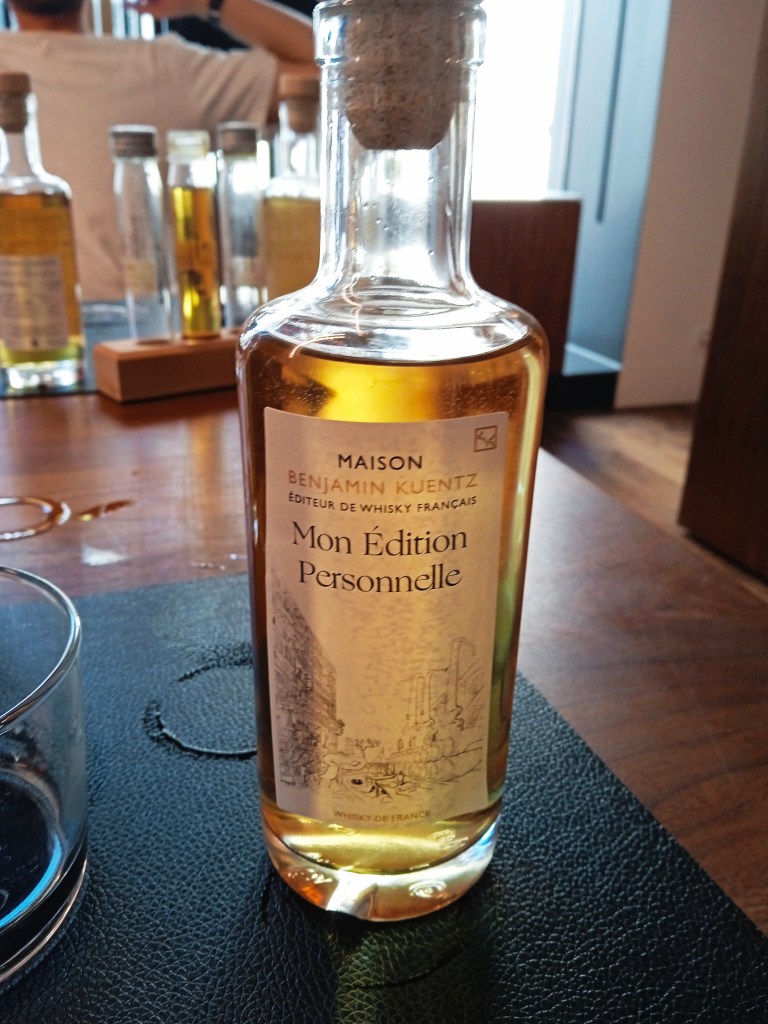 MAISON
BENJAMIN KUENTZ
ÉDITEUR DE WHISKY FRANÇAIS
Mon Édition
Personnelle
WHISKY DE FRANCE